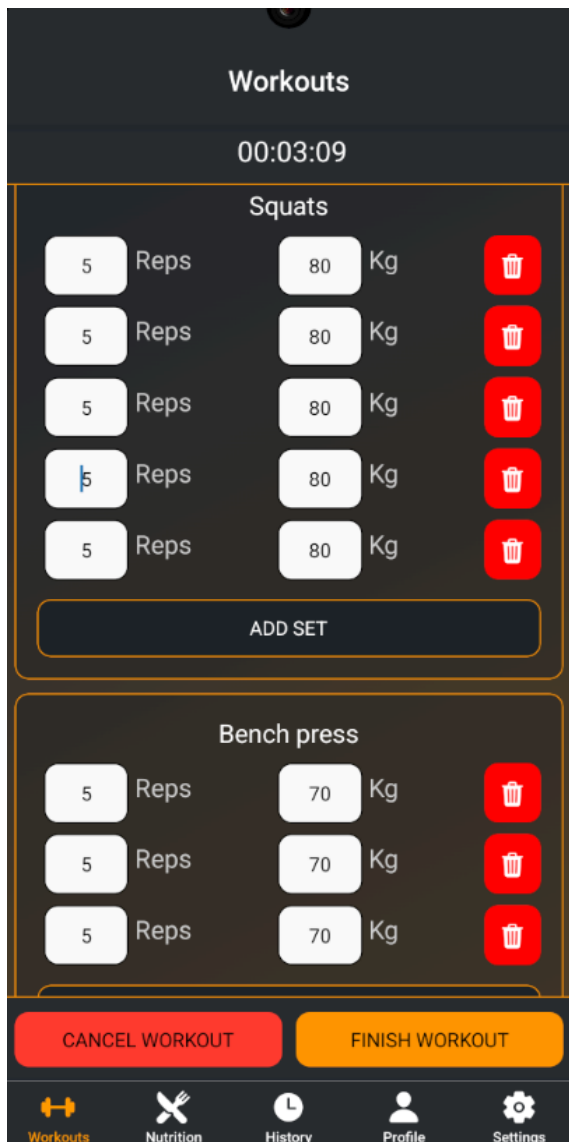 Workouts
00:03:09
Squats
5 Reps 80 Kg
5 Reps 80 Kg
5 Reps 80 Kg
5 Reps 80 Kg
5 Reps 80 Kg
ADD SET
Bench press
5 Reps 70 Kg
5 Reps 70 Kg
5 Reps 70 Kg
CANCEL WORKOUT FINISH WORKOUT
Workouts Nutrition History Profile Settings